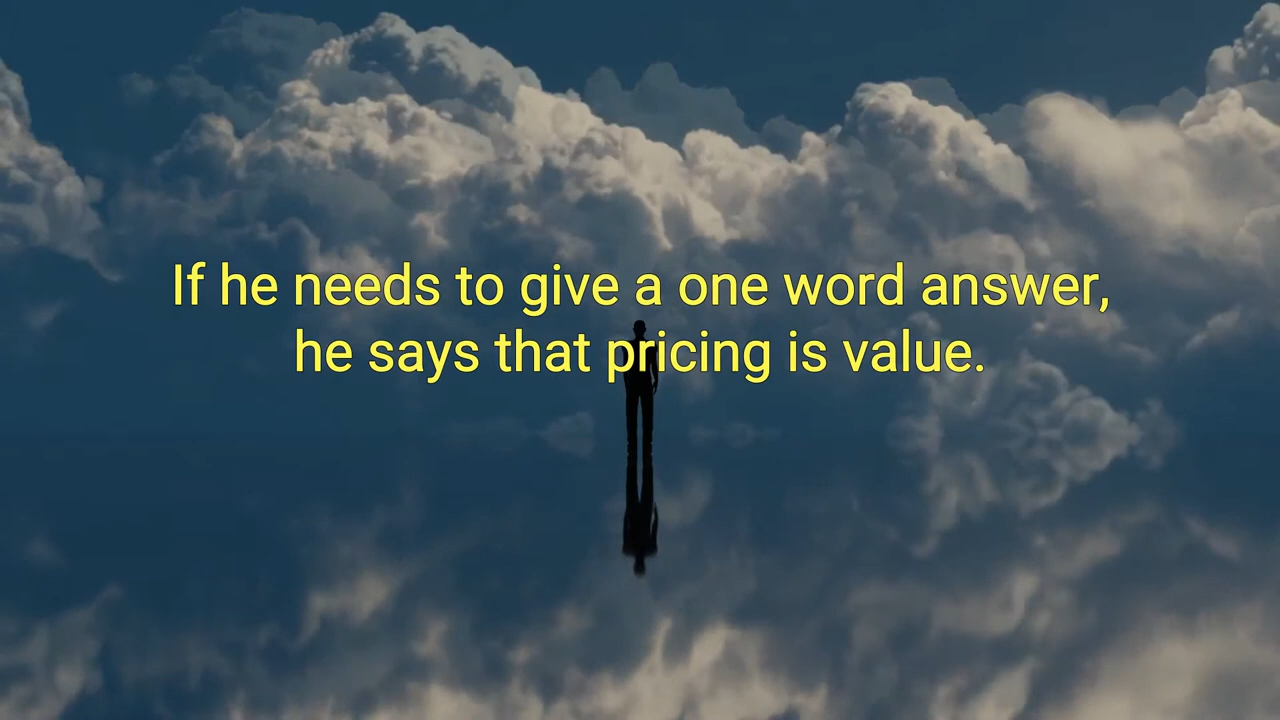 If he needs to give a one word answer,
he says that pricing is value.